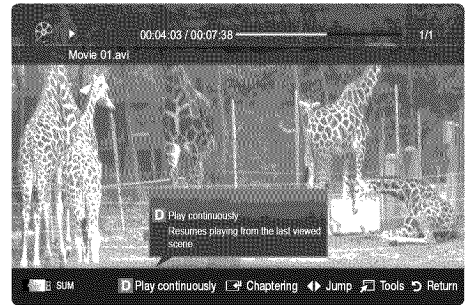 00:04:03 / 00:07:38 1/1
Movie 01.avi
D Play continuously
Resumes playing from the last viewed
scene
SUM D Play continuously Chaptering Jump Tools Return